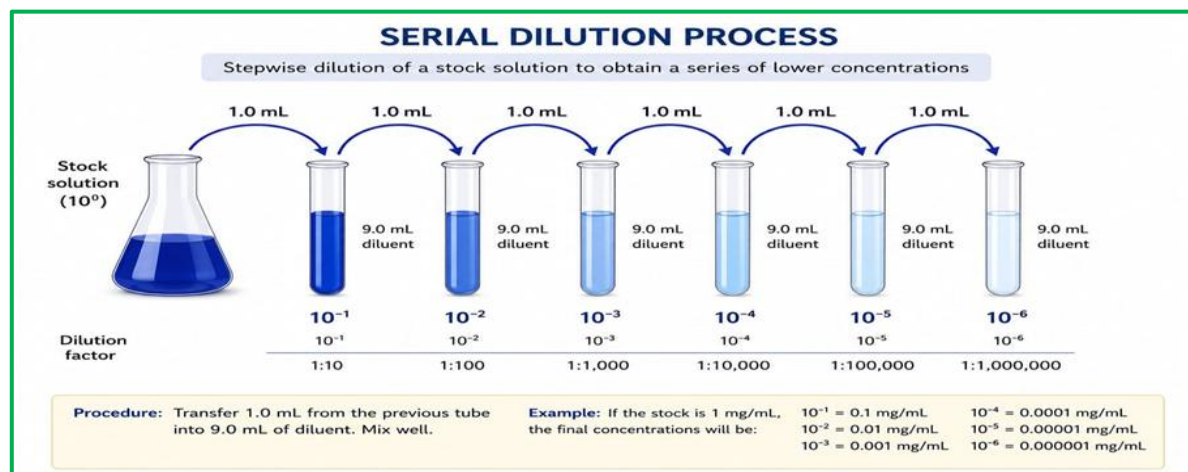 SERIAL DILUTION PROCESS
Stepwise dilution of a stock solution to obtain a series of lower concentrations
1.0 mL 1.0 mL 1.0 mL 1.0 mL 1.0 mL 1.0 mL
Stock
solution
(10⁰)
9.0 mL 9.0 mL 9.0 mL 9.0 mL 9.0 mL 9.0 mL
diluent diluent diluent diluent diluent diluent
10⁻¹ 10⁻² 10⁻³ 10⁻⁴ 10⁻⁵ 10⁻⁶
Dilution
factor
10⁻¹ 10⁻² 10⁻³ 10⁻⁴ 10⁻⁵ 10⁻⁶
1:10 1:100 1:1,000 1:10,000 1:100,000 1:1,000,000
Procedure: Transfer 1.0 mL from the previous tube
into 9.0 mL of diluent. Mix well.
Example: If the stock is 1 mg/mL,
the final concentrations will be:
10⁻¹ = 0.1 mg/mL
10⁻² = 0.01 mg/mL
10⁻³ = 0.001 mg/mL
10⁻⁴ = 0.0001 mg/mL
10⁻⁵ = 0.00001 mg/mL
10⁻⁶ = 0.000001 mg/mL